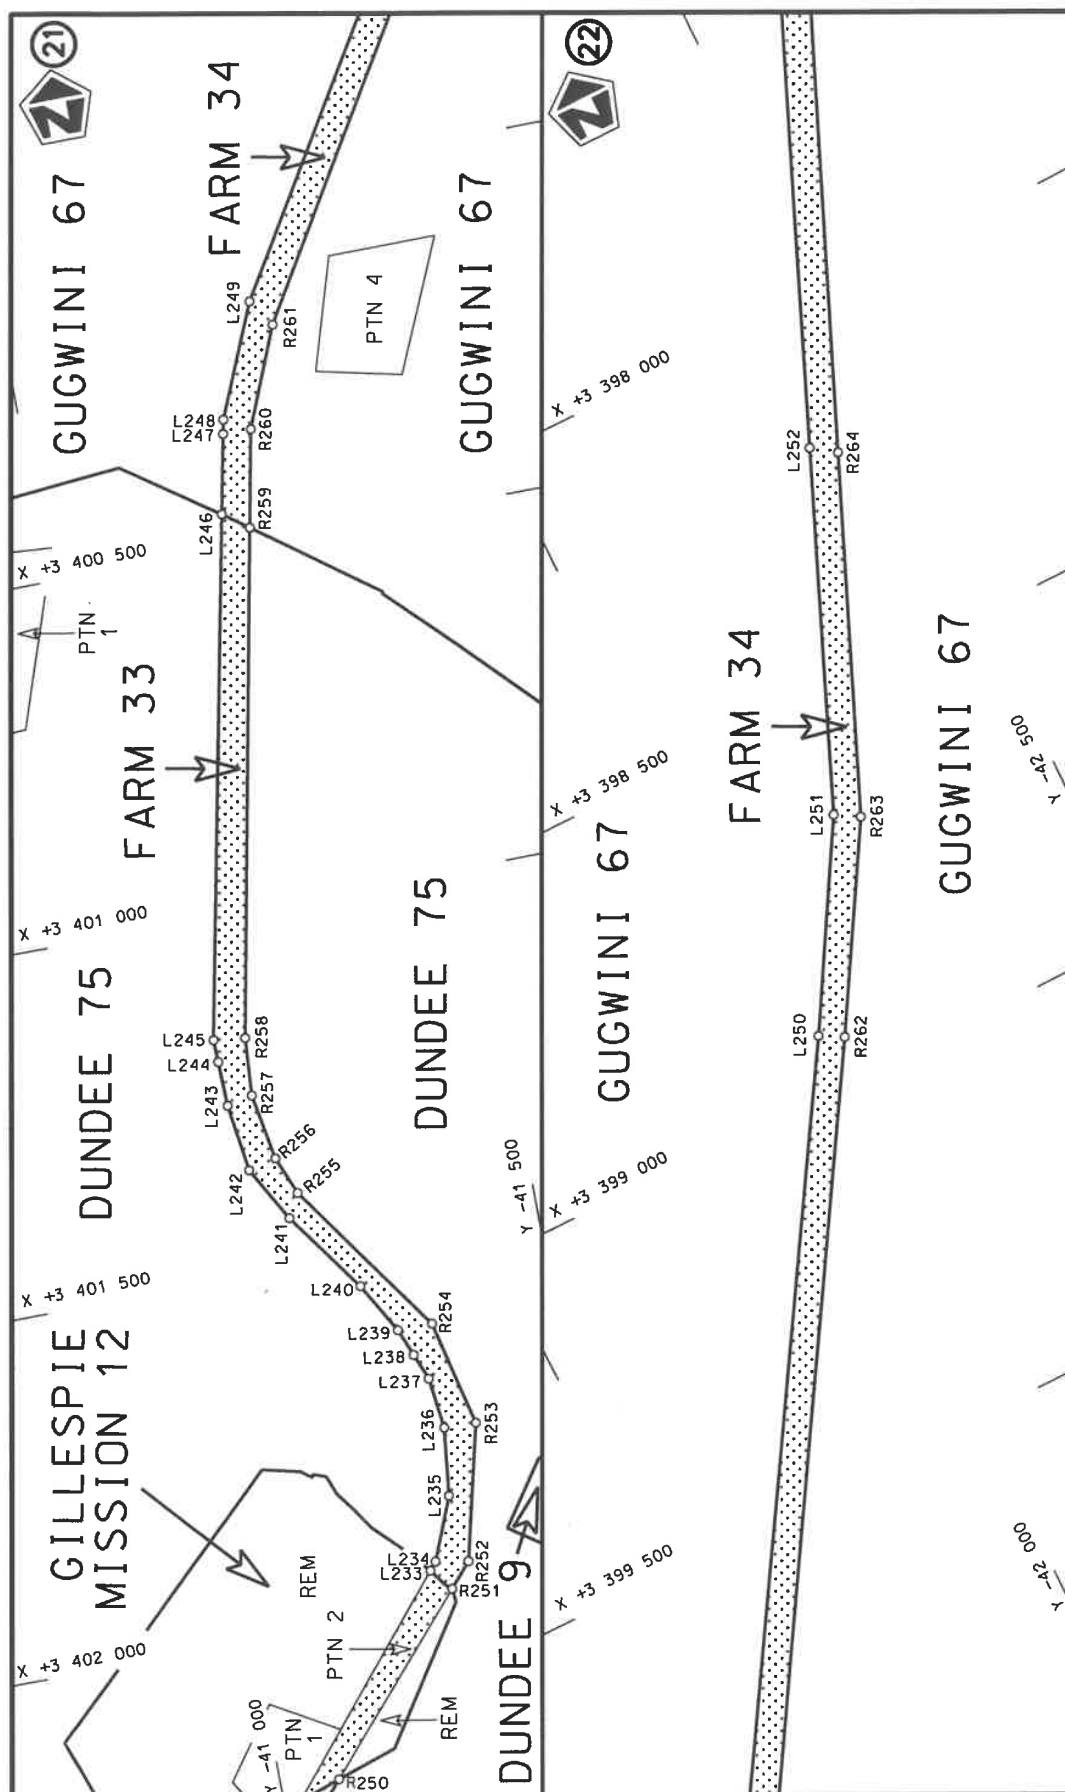 21
N
GUGWINI 67
FARM 34
L249
R261
PTN 4
GUGWINI 67
L248
L247
R260
L246
R259
X +3 400 500
PTN
1
FARM 33
X +3 401 000
DUNDEE 75
DUNDEE 75
L245
L244
L243
L242
L241
L240
L239
L238
L237
L236
L235
L234
L233
R258
R257
R256
R255
R254
R253
R252
R251
R250
X +3 401 500
GILLESPIE
MISSION 12
REM
PTN 2
X +3 402 000
Y -41 000
PTN
1
REM
DUNDEE 9
Y -41 500
22
N
X +3 398 000
L252
R264
FARM 34
X +3 398 500
GUGWINI 67
L251
R263
GUGWINI 67
Y -42 500
L250
R262
X +3 399 000
X +3 399 500
Y -42 000